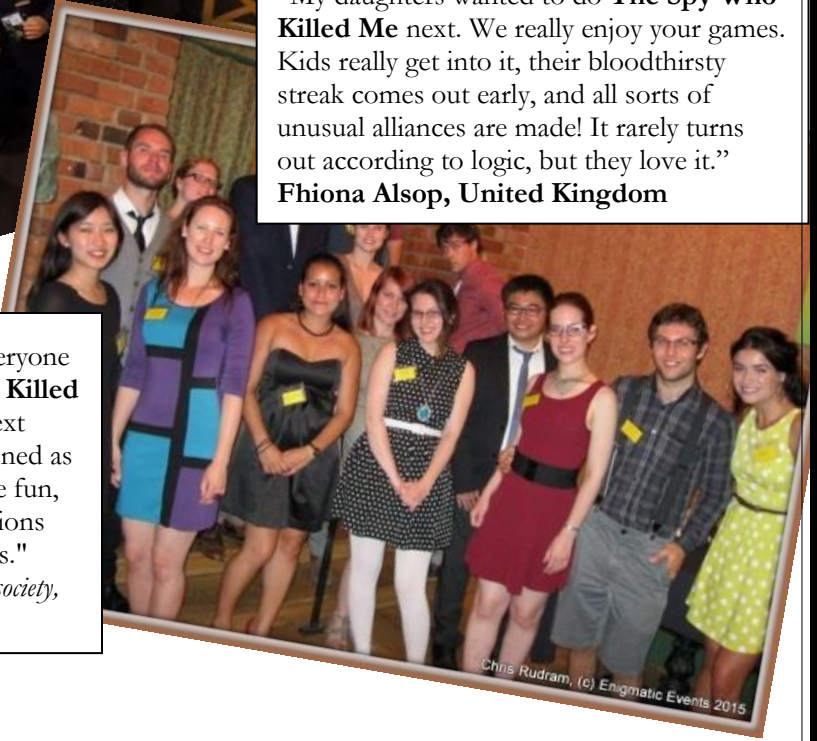 "My daughters wanted to do The Spy Who
Killed Me next. We really enjoy your games.
Kids really get into it, their bloodthirsty
streak comes out early, and all sorts of
unusual alliances are made! It rarely turns
out according to logic, but they love it.”
Fhiona Alsop, United Kingdom
eryone
Killed
ext
ned as
e fun,
ions
s."
society,
Chris Rudram, (c) Enigmatic Events 2015